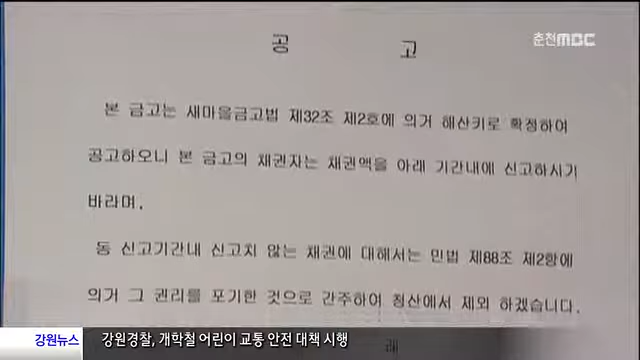 공 고
춘천MBC
본 금고는 새마을금고법 제32조 제2호에 의거 해산키로 확정하여
공고하오니 본 금고의 채권자는 채권액을 아래 기간내에 신고하시기
바라며,
동 신고기간내 신고치 않는 채권에 대해서는 민법 제88조 제2항에
의거 그 권리를 포기한 것으로 간주하여 청산에서 제외 하겠습니다.
래
강원뉴스 강원경찰, 개학철 어린이 교통 안전 대책 시행